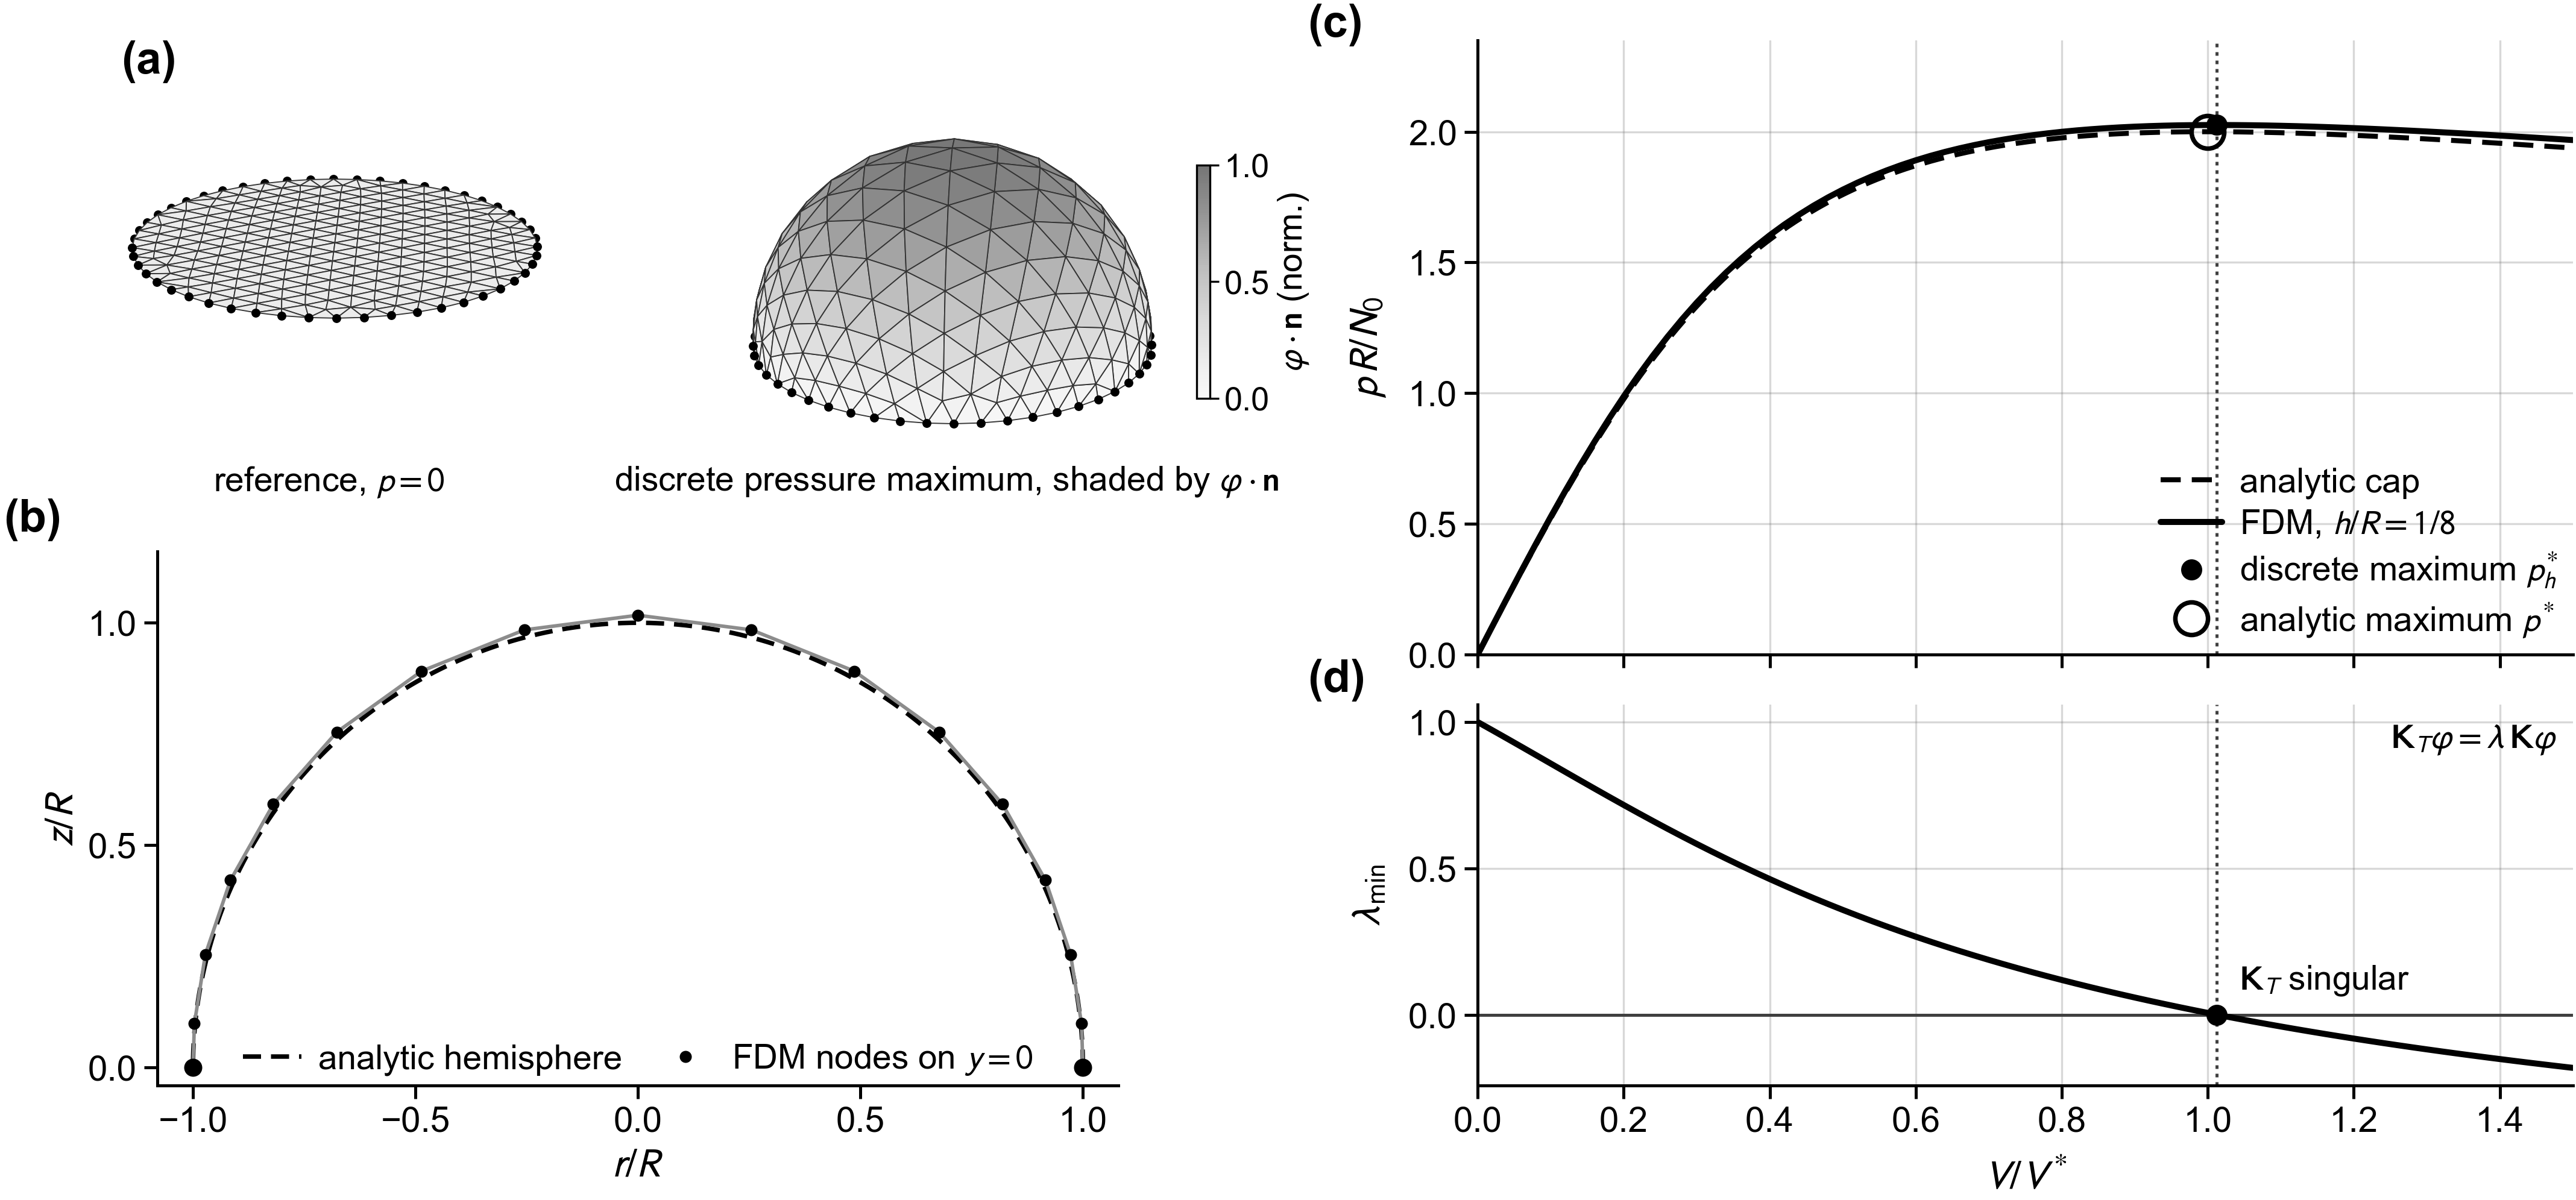 (a)
1.0
0.5
0.0
φ · n (norm.)
reference, p = 0
discrete pressure maximum, shaded by φ · n
(b)
1.0
0.5
0.0
z/R
analytic hemisphere
FDM nodes on y = 0
−1.0 −0.5 0.0 0.5 1.0
r/R
(c)
2.0
1.5
1.0
0.5
0.0
p R/N₀
analytic cap
FDM, h/R = 1/8
discrete maximum pₕ*
analytic maximum p*
(d)
1.0
0.5
0.0
λmin
K_T φ = λ K φ
K_T singular
0.0 0.2 0.4 0.6 0.8 1.0 1.2 1.4
V/V*